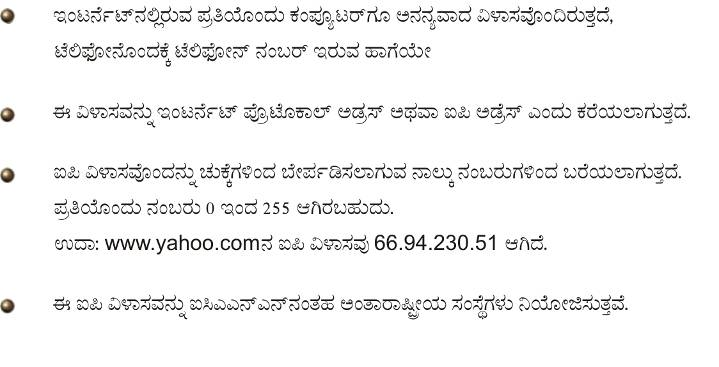 ಇಂಟರ್ನೆಟ್‌ನಲ್ಲಿರುವ ಪ್ರತಿಯೊಂದು ಕಂಪ್ಯೂಟರ್‌ಗೂ ಅನನ್ಯವಾದ ವಿಳಾಸವೊಂದಿರುತ್ತದೆ,
ಟೆಲಿಫೋನೊಂದಕ್ಕೆ ಟೆಲಿಫೋನ್ ನಂಬರ್ ಇರುವ ಹಾಗೆಯೇ
ಈ ವಿಳಾಸವನ್ನು ಇಂಟರ್ನೆಟ್ ಪ್ರೊಟೊಕಾಲ್ ಅಡ್ರಸ್ ಅಥವಾ ಐಪಿ ಅಡ್ರೆಸ್ ಎಂದು ಕರೆಯಲಾಗುತ್ತದೆ.
ಐಪಿ ವಿಳಾಸವೊಂದನ್ನು ಚುಕ್ಕೆಗಳಿಂದ ಬೇರ್ಪಡಿಸಲಾಗುವ ನಾಲ್ಕು ನಂಬರುಗಳಿಂದ ಬರೆಯಲಾಗುತ್ತದೆ.
ಪ್ರತಿಯೊಂದು ನಂಬರು 0 ಇಂದ 255 ಆಗಿರಬಹುದು.
ಉದಾ: www.yahoo.comನ ಐಪಿ ವಿಳಾಸವು 66.94.230.51 ಆಗಿದೆ.
ಈ ಐಪಿ ವಿಳಾಸವನ್ನು ಐಸಿಎಎನ್‌ಎನ್‌ನಂತಹ ಅಂತಾರಾಷ್ಟ್ರೀಯ ಸಂಸ್ಥೆಗಳು ನಿಯೋಜಿಸುತ್ತವೆ.